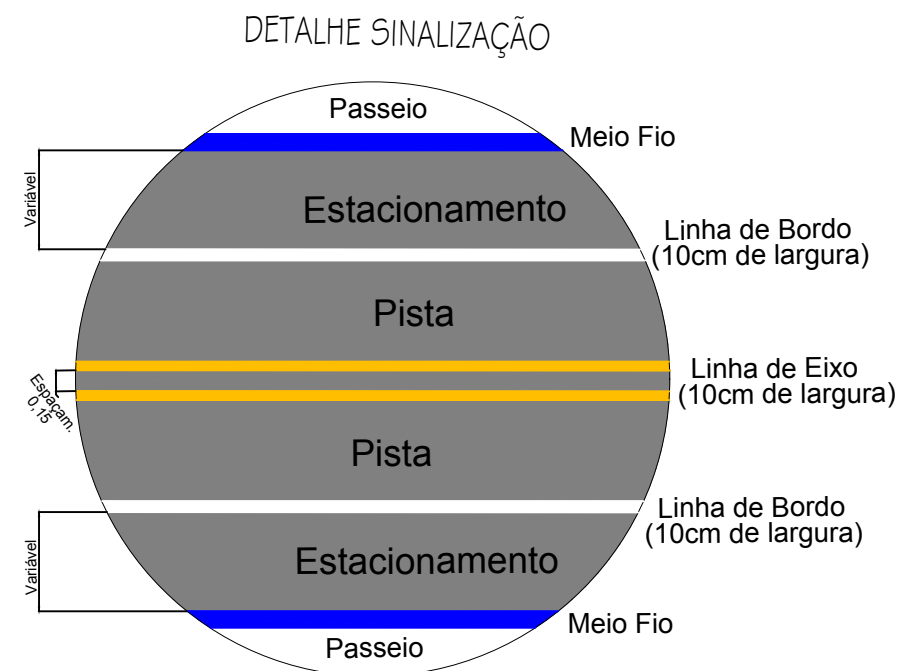 DETALHE SINALIZAÇÃO
Passeio
Meio Fio
Variável
Estacionamento
Linha de Bordo
(10cm de largura)
Pista
Linha de Eixo
(10cm de largura)
Espaçam.
0,15
Pista
Linha de Bordo
(10cm de largura)
Variável
Estacionamento
Meio Fio
Passeio